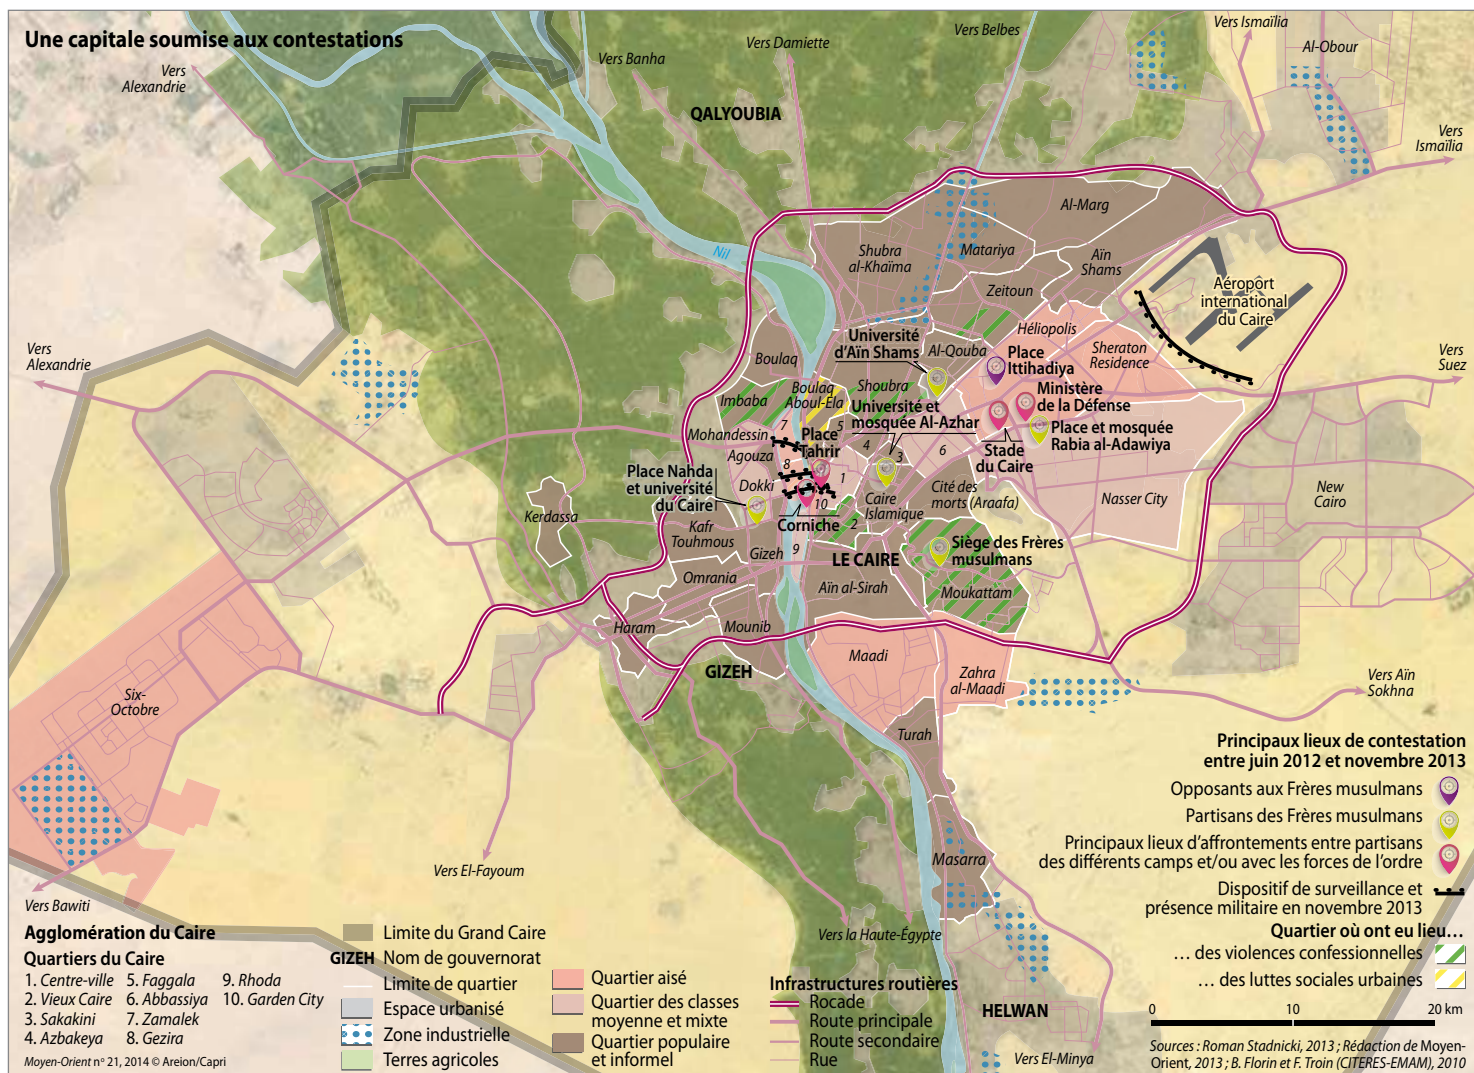 Une capitale soumise aux contestations
Vers
Alexandrie
Vers Banha
Vers Damiette
Vers Belbes
Vers Ismaïlia
Al-Obour
Vers
Ismaïlia
QALYOUBIA
Nil
Al-Marg
Shubra
al-Khaïma
Matariya
Aïn
Shams
Zeitoun
Aéroport
international
du Caire
Héliopolis
Sheraton
Residence
Vers
Suez
Vers
Alexandrie
Boulaq
Université
d'Aïn Shams
Al-Qouba
Place
Ittihadiya
Ministère
de la Défense
Imbaba
Boulaq
Aboul-Ela
Shoubra
Université et
mosquée Al-Azhar
Place et mosquée
Rabia al-Adawiya
Stade
du Caire
Mohandessin
7
Place
Tahrir
5
4
3
6
Agouza
8
1
Dokki
10
Place Nahda
et université
du Caire
Corniche
Caire
Islamique
2
Cité des
morts (Araafa)
Nasser City
New
Cairo
Kerdassa
Kafr
Touhmous
Gizeh
9
LE CAIRE
Siège des Frères
musulmans
Omrania
Aïn al-Sirah
Moukattam
Haram
Mounib
GIZEH
Maadi
Zahra
al-Maadi
Vers Aïn
Sokhna
Six-
Octobre
Turah
Vers El-Fayoum
Masarra
Vers Bawiti
Vers la Haute-Égypte
HELWAN
Vers El-Minya
Principaux lieux de contestation
entre juin 2012 et novembre 2013
Opposants aux Frères musulmans
Partisans des Frères musulmans
Principaux lieux d'affrontements entre partisans
des différents camps et/ou avec les forces de l'ordre
Dispositif de surveillance et
présence militaire en novembre 2013
Quartier où ont eu lieu…
… des violences confessionnelles
… des luttes sociales urbaines
0 10 20 km
Sources : Roman Stadnicki, 2013 ; Rédaction de Moyen-
Orient, 2013 ; B. Florin et F. Troin (CITERES-EMAM), 2010
Agglomération du Caire
Quartiers du Caire
1. Centre-ville
2. Vieux Caire
3. Sakakini
4. Azbakeya
5. Faggala
6. Abbassiya
7. Zamalek
8. Gezira
9. Rhoda
10. Garden City
Moyen-Orient n° 21, 2014 © Areion/Capri
Limite du Grand Caire
GIZEH Nom de gouvernorat
Limite de quartier
Espace urbanisé
Zone industrielle
Terres agricoles
Quartier aisé
Quartier des classes
moyenne et mixte
Quartier populaire
et informel
Infrastructures routières
Rocade
Route principale
Route secondaire
Rue